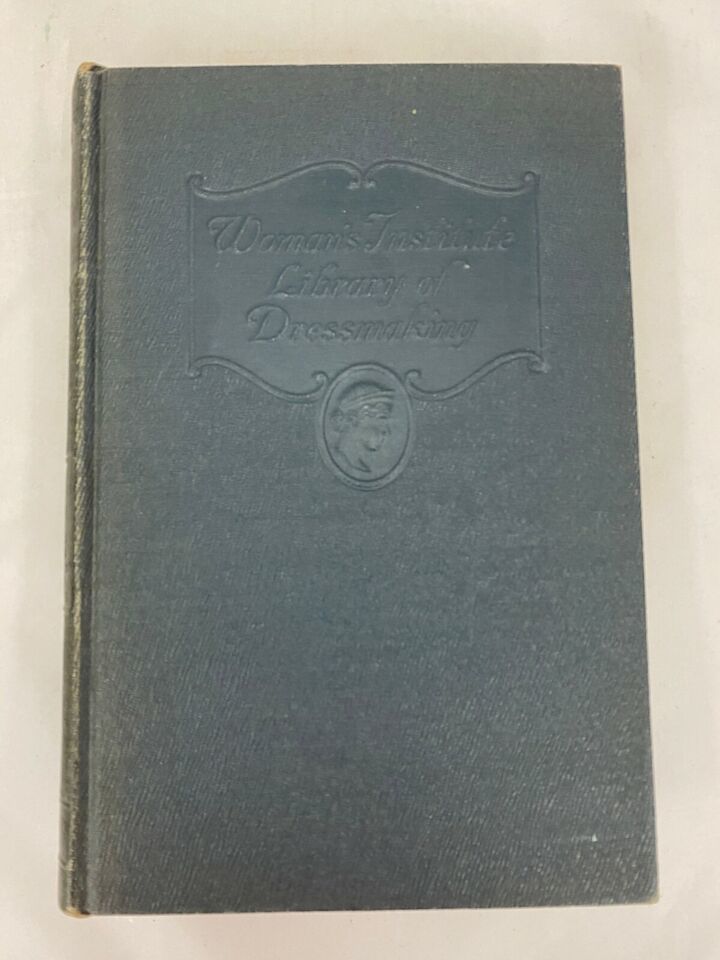 Woman's Institute
Library of
Dressmaking